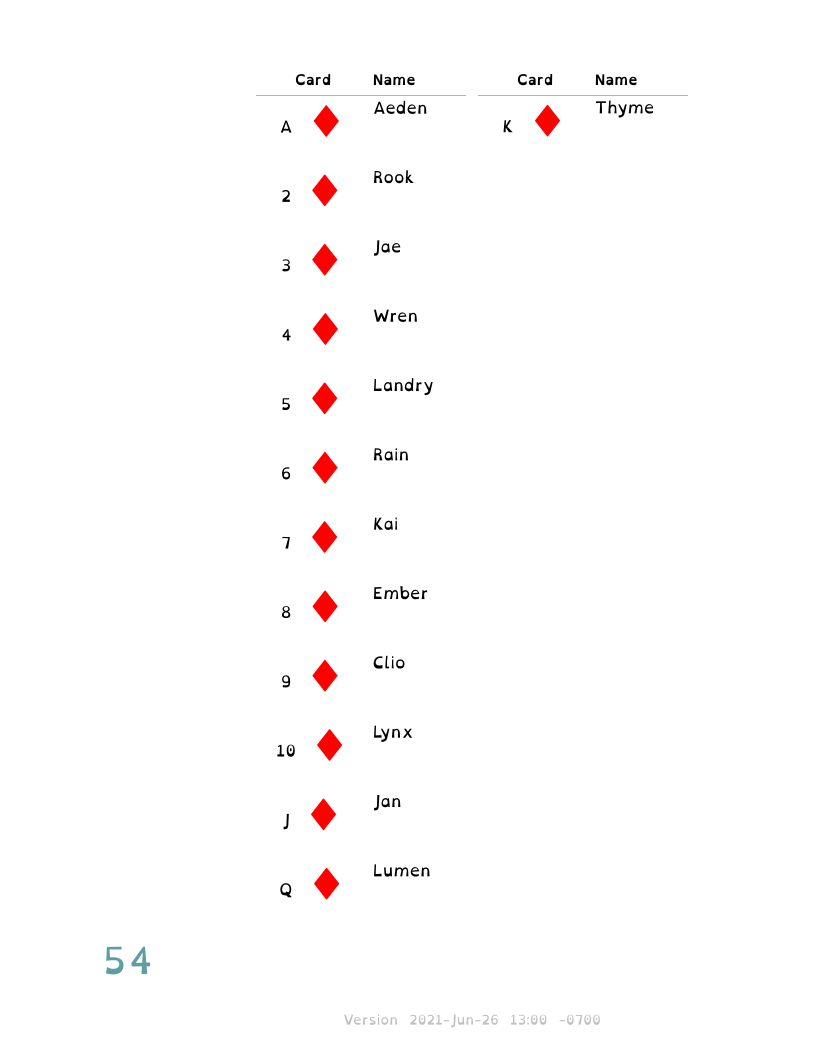 Card Name
A ♦ Aeden
2 ♦ Rook
3 ♦ Jae
4 ♦ Wren
5 ♦ Landry
6 ♦ Rain
7 ♦ Kai
8 ♦ Ember
9 ♦ Clio
10 ♦ Lynx
J ♦ Jan
Q ♦ Lumen
Card Name
K ♦ Thyme
54
Version 2021-Jun-26 13:00 -0700